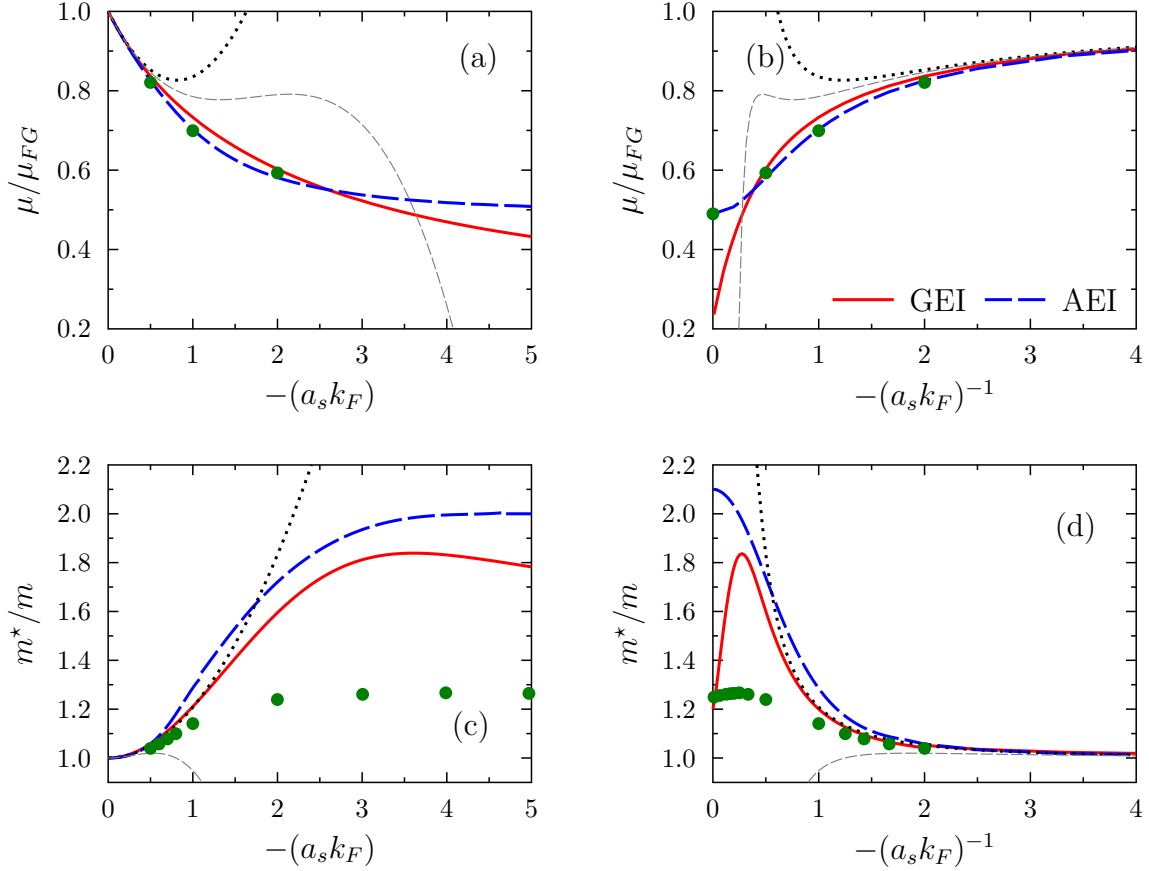 1.0
0.8
0.6
0.4
0.2
μ/μ_FG
(a)
0 1 2 3 4 5
−(a_s k_F)
1.0
0.8
0.6
0.4
0.2
μ/μ_FG
(b)
GEI AEI
0 1 2 3 4
−(a_s k_F)⁻¹
2.2
2.0
1.8
1.6
1.4
1.2
1.0
m⋆/m
(c)
0 1 2 3 4 5
−(a_s k_F)
2.2
2.0
1.8
1.6
1.4
1.2
1.0
m⋆/m
(d)
0 1 2 3 4
−(a_s k_F)⁻¹